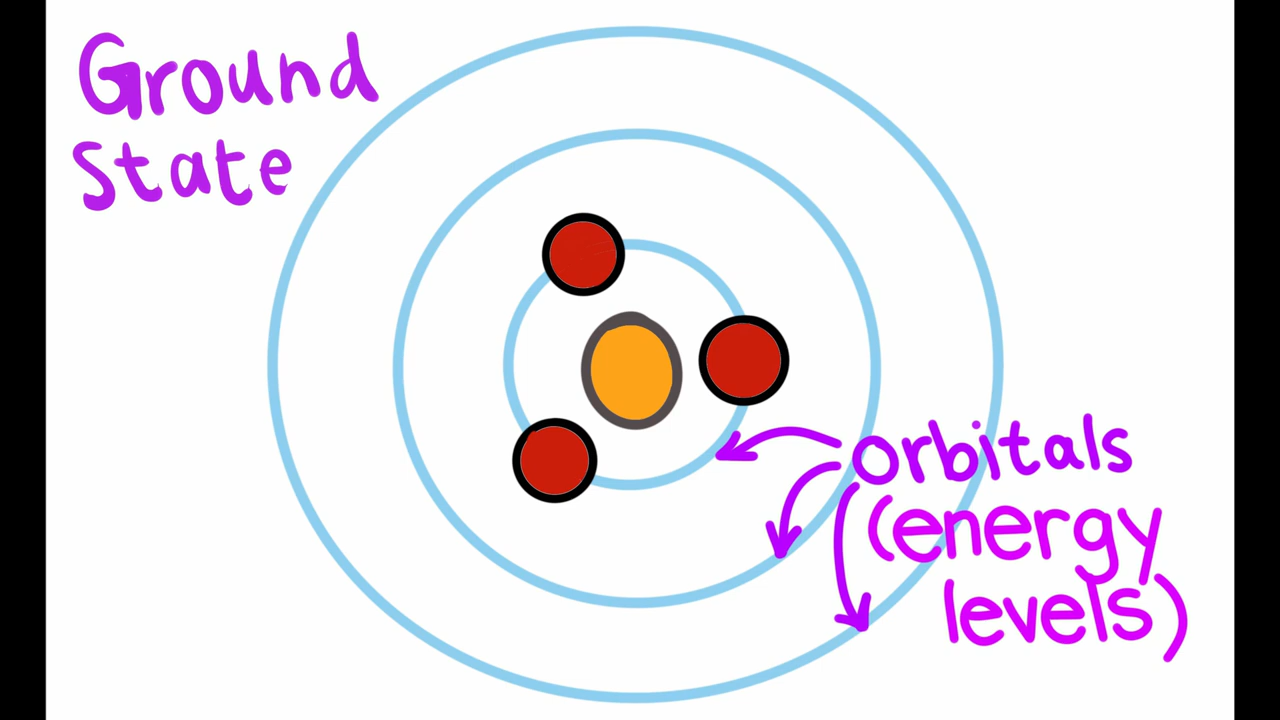 Ground
State
orbitals
(energy
levels)